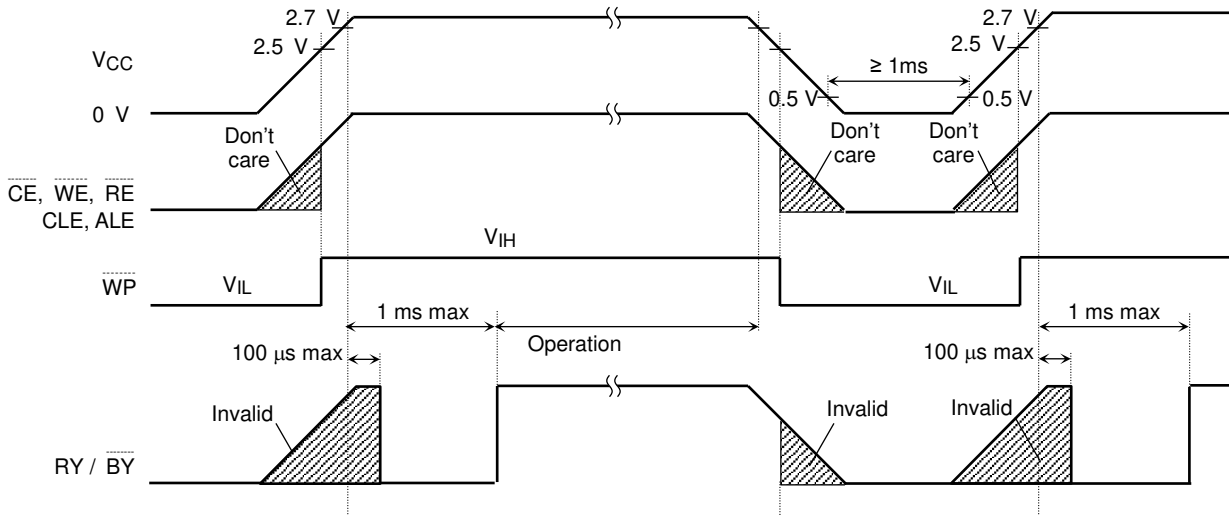 2.7 V
2.5 V
VCC
0 V
≥ 1ms
0.5 V
2.7 V
2.5 V
0.5 V
Don't care
Don't care
Don't care
CE, WE, RE
CLE, ALE
VIH
WP
VIL
VIL
1 ms max
Operation
1 ms max
100 µs max
100 µs max
Invalid
Invalid
Invalid
RY / BY